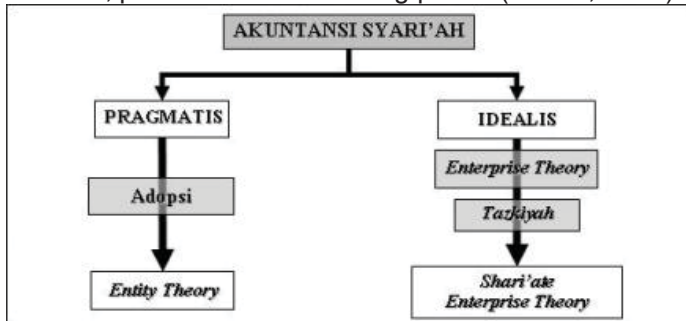 AKUNTANSI SYARI'AH
PRAGMATIS
Adopsi
Entity Theory
IDEALIS
Enterprise Theory
Tazkiyah
Shari'ate
Enterprise Theory